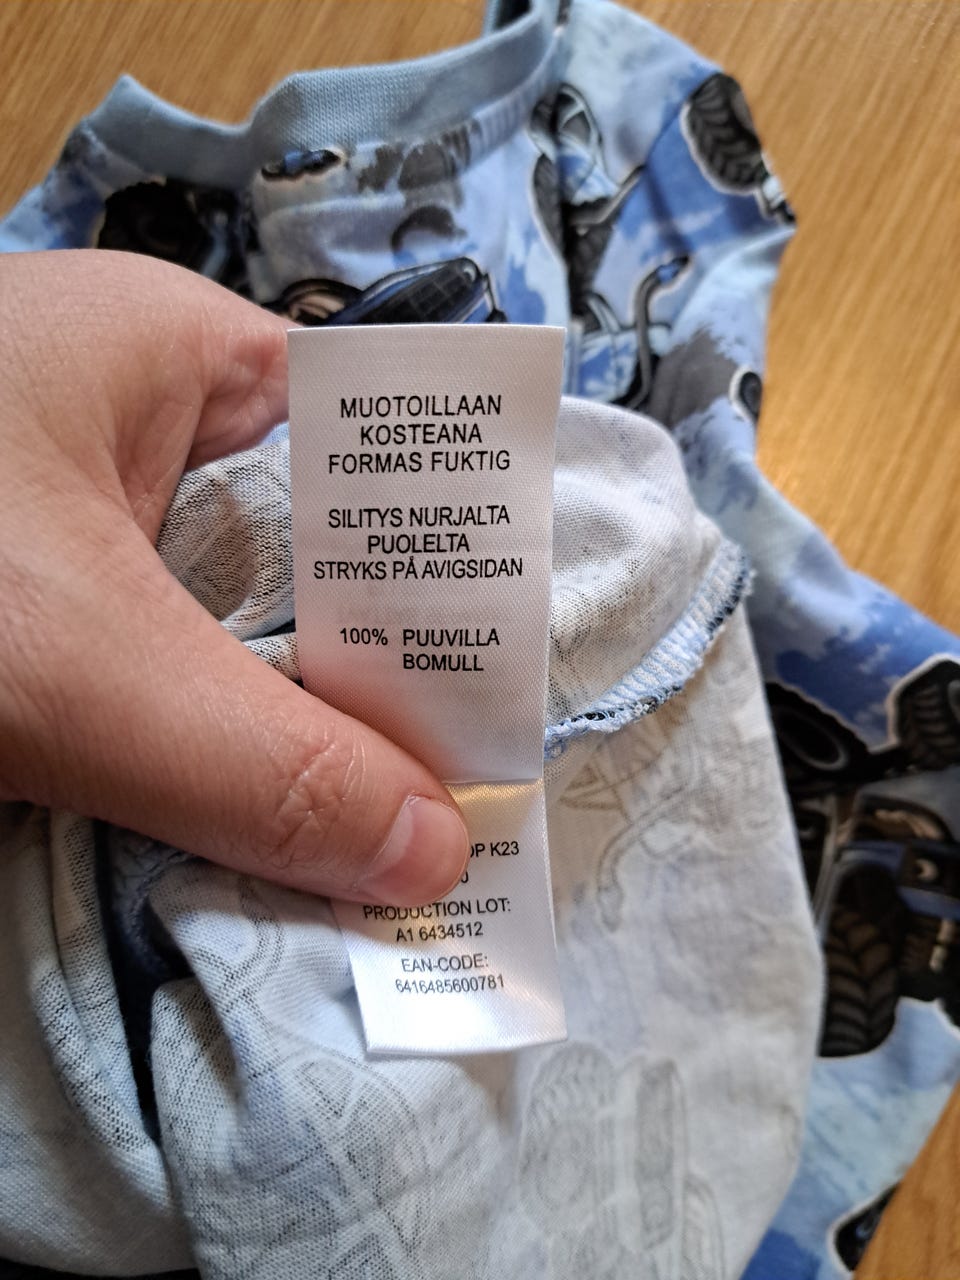 MUOTOILLAAN
KOSTEANA
FORMAS FUKTIG
SILITYS NURJALTA
PUOLELTA
STRYKS PÅ AVIGSIDAN
100% PUUVILLA
BOMULL
K23
PRODUCTION LOT:
A1 6434512
EAN-CODE:
6416485600781